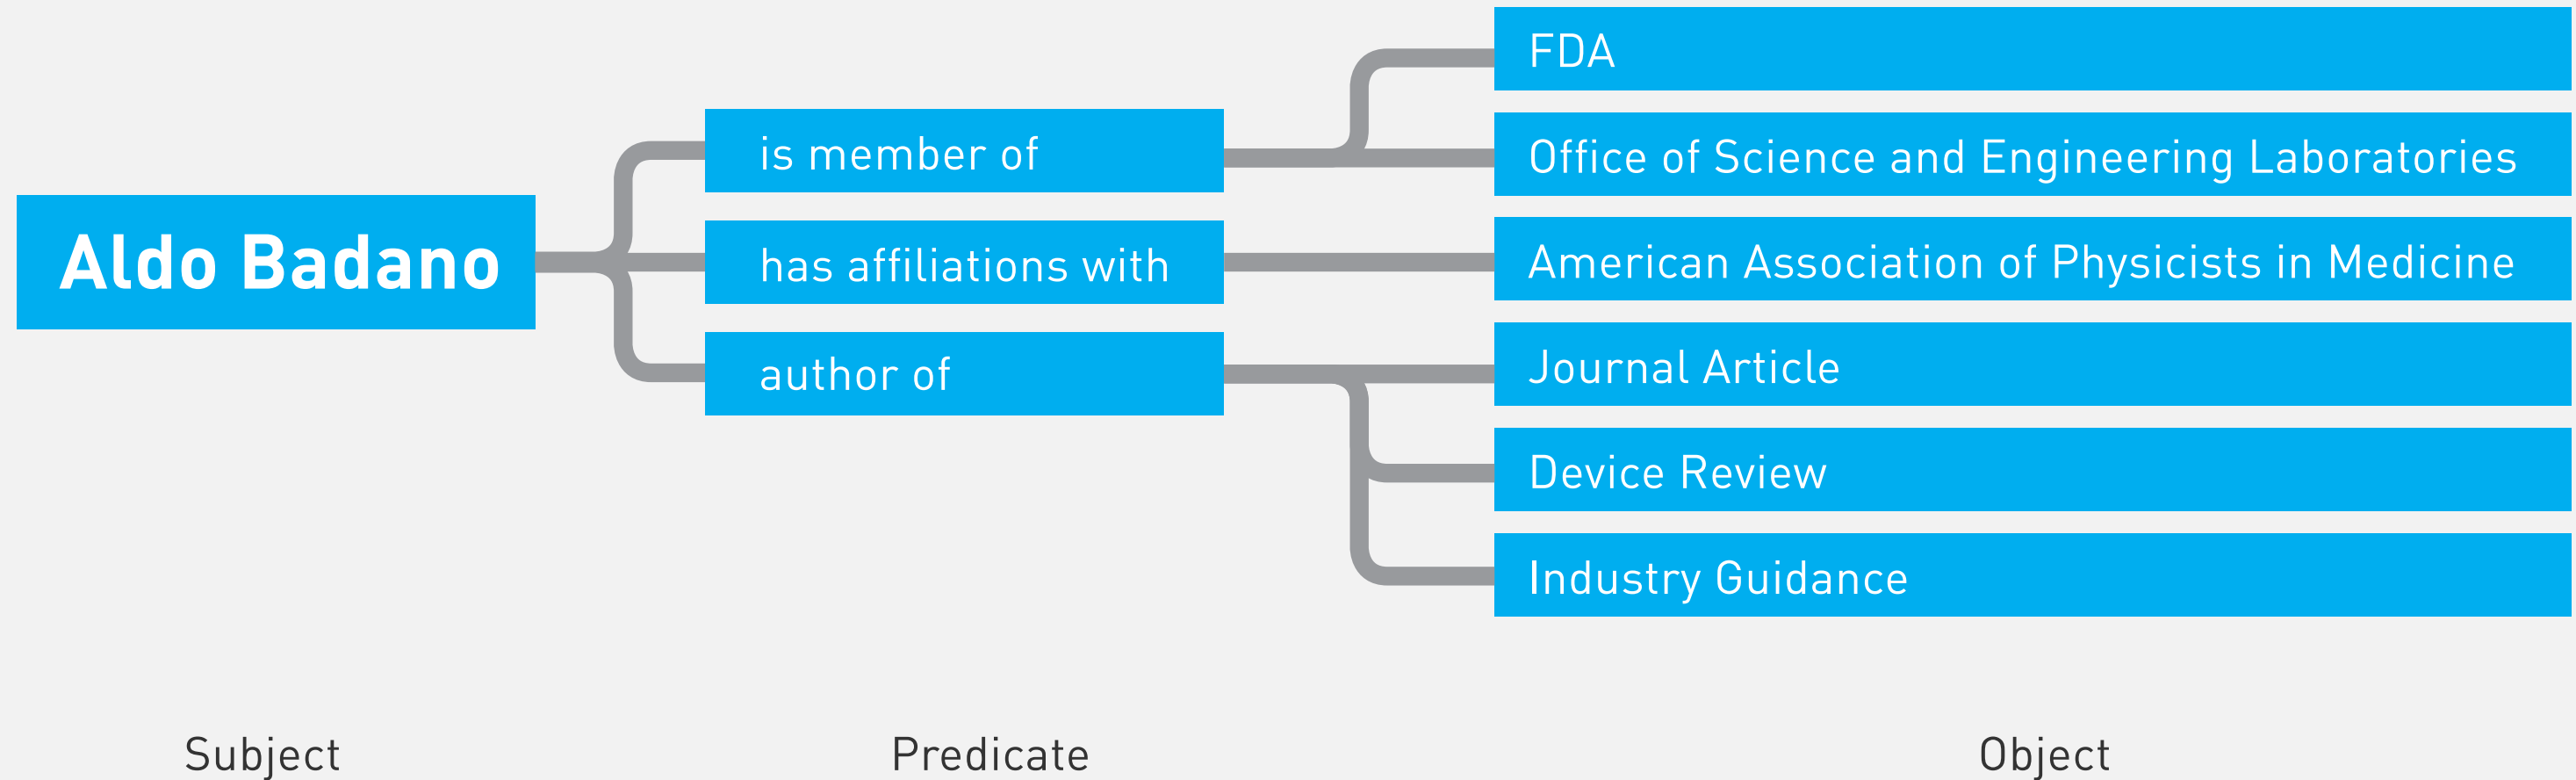 Aldo Badano
is member of
has affiliations with
author of
FDA
Office of Science and Engineering Laboratories
American Association of Physicists in Medicine
Journal Article
Device Review
Industry Guidance
Subject
Predicate
Object